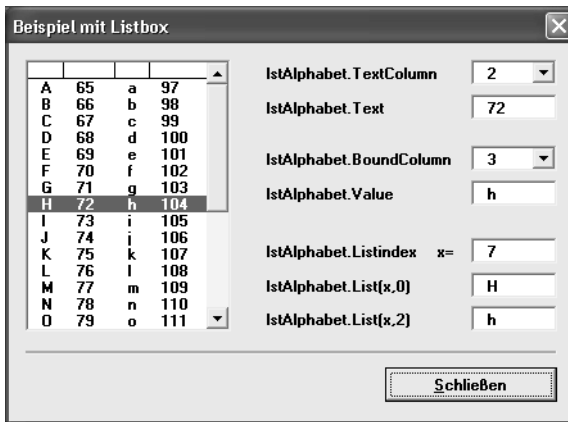 Beispiel mit Listbox
A 65 a 97
B 66 b 98
C 67 c 99
D 68 d 100
E 69 e 101
F 70 f 102
G 71 g 103
H 72 h 104
I 73 i 105
J 74 j 106
K 75 k 107
L 76 l 108
M 77 m 109
N 78 n 110
O 79 o 111
lstAlphabet.TextColumn 2
lstAlphabet.Text 72
lstAlphabet.BoundColumn 3
lstAlphabet.Value h
lstAlphabet.Listindex x= 7
lstAlphabet.List(x,0) H
lstAlphabet.List(x,2) h
Schließen